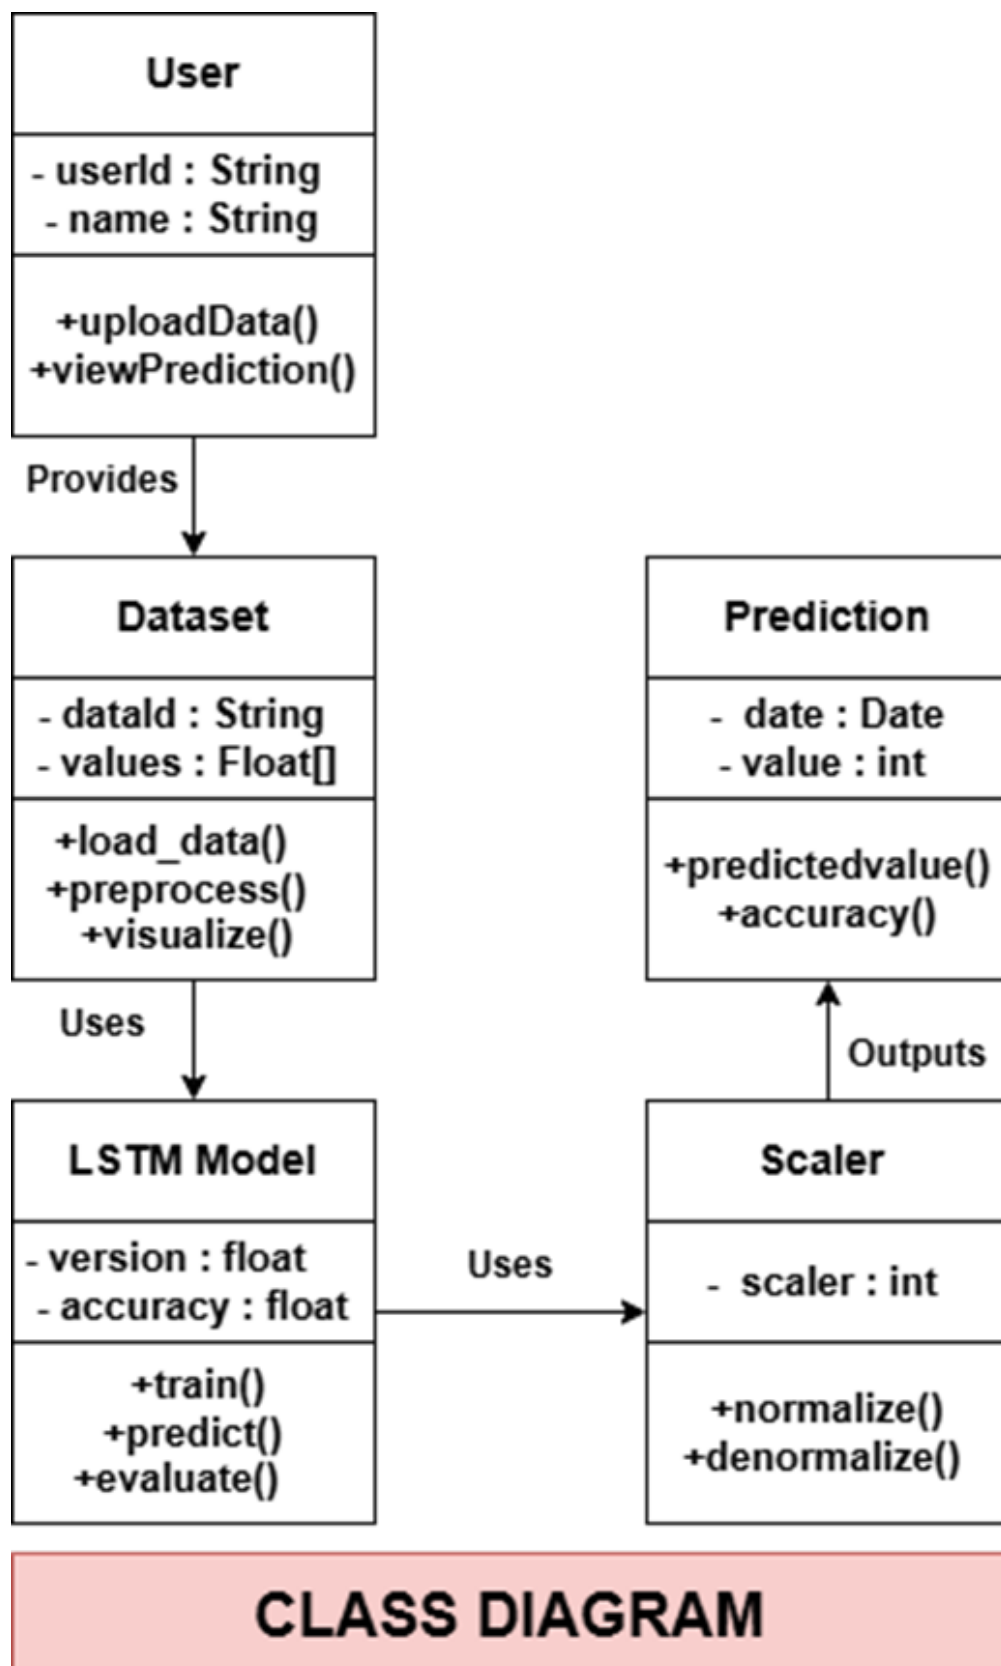 User
- userId : String
- name : String
+uploadData()
+viewPrediction()
Provides
Dataset
- dataId : String
- values : Float[]
+load_data()
+preprocess()
+visualize()
Uses
LSTM Model
- version : float
- accuracy : float
+train()
+predict()
+evaluate()
Uses
Scaler
- scaler : int
+normalize()
+denormalize()
Outputs
Prediction
- date : Date
- value : int
+predictedvalue()
+accuracy()
CLASS DIAGRAM